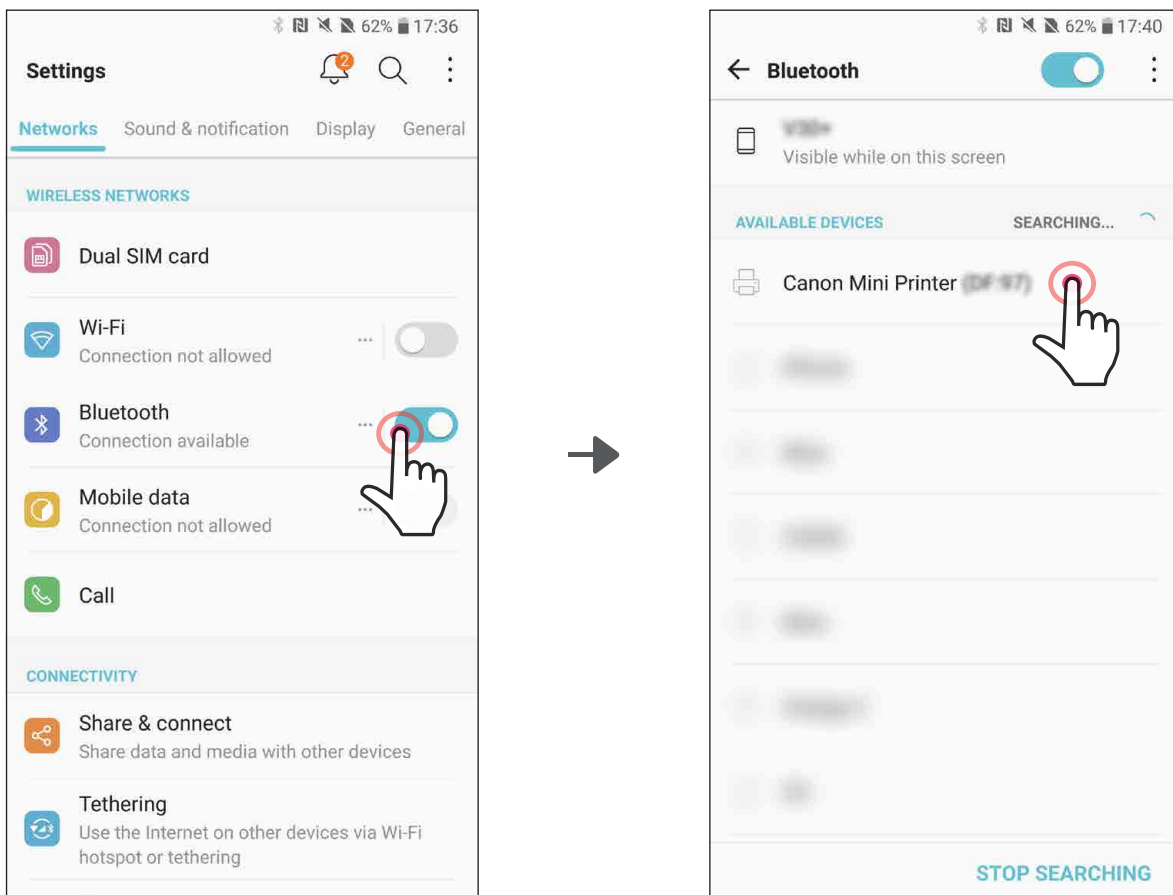 62% 17:36
Settings
2
Networks Sound & notification Display General
WIRELESS NETWORKS
Dual SIM card
Wi-Fi
Connection not allowed
Bluetooth
Connection available
Mobile data
Connection not allowed
Call
CONNECTIVITY
Share & connect
Share data and media with other devices
Tethering
Use the Internet on other devices via Wi-Fi
hotspot or tethering
62% 17:40
Bluetooth
Visible while on this screen
AVAILABLE DEVICES SEARCHING...
Canon Mini Printer
STOP SEARCHING